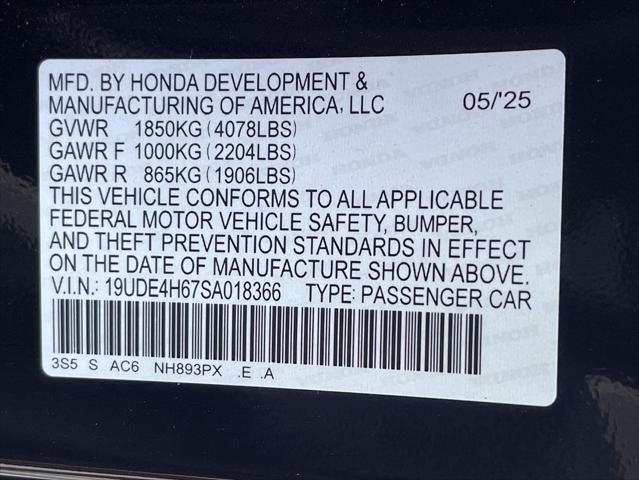 MFD. BY HONDA DEVELOPMENT &
MANUFACTURING OF AMERICA, LLC 05/'25
GVWR 1850KG (4078LBS)
GAWR F 1000KG (2204LBS)
GAWR R 865KG (1906LBS)
THIS VEHICLE CONFORMS TO ALL APPLICABLE
FEDERAL MOTOR VEHICLE SAFETY, BUMPER,
AND THEFT PREVENTION STANDARDS IN EFFECT
ON THE DATE OF MANUFACTURE SHOWN ABOVE.
V.I.N.: 19UDE4H67SA018366 TYPE: PASSENGER CAR
3S5 S AC6 NH893PX .E .A